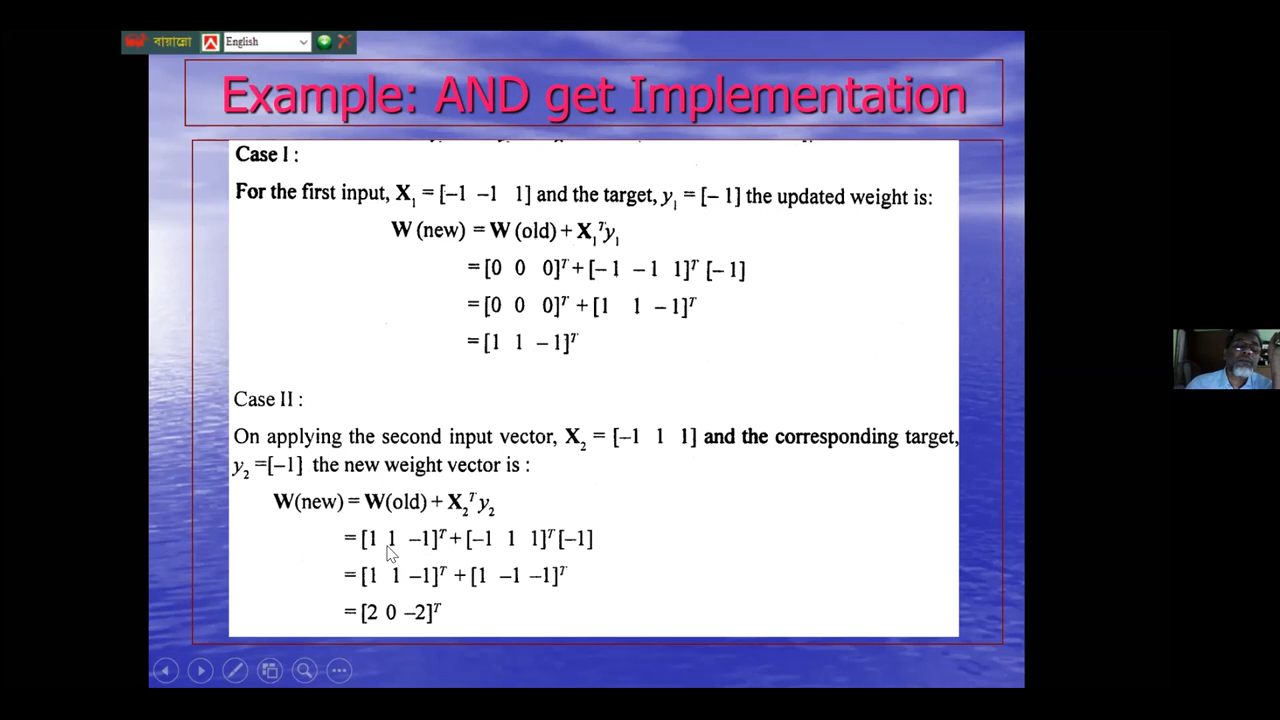 বায়ান্নো English
Example: AND get Implementation
Case I :
For the first input, X₁ = [–1 –1 1] and the target, y₁ = [– 1] the updated weight is:
W (new) = W (old) + X₁ᵀy₁
= [0 0 0]ᵀ + [– 1 – 1 1]ᵀ [– 1]
= [0 0 0]ᵀ + [1 1 – 1]ᵀ
= [1 1 – 1]ᵀ
Case II :
On applying the second input vector, X₂ = [–1 1 1] and the corresponding target,
y₂ =[–1] the new weight vector is :
W(new) = W(old) + X₂ᵀ y₂
= [1 1 –1]ᵀ + [–1 1 1]ᵀ [–1]
= [1 1 –1]ᵀ + [1 –1 –1]ᵀ
= [2 0 –2]ᵀ